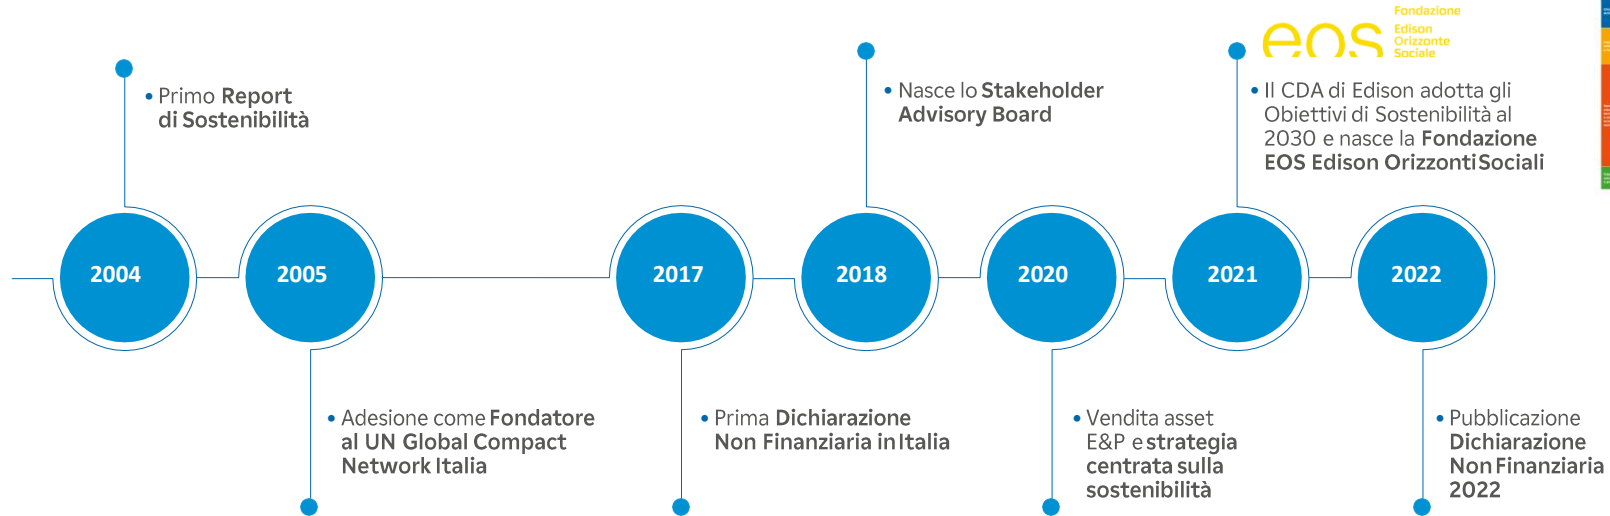 Fondazione
eos
Edison
Orizzonte
Sociale
• Primo Report
di Sostenibilità
• Nasce lo Stakeholder
Advisory Board
• Il CDA di Edison adotta gli
Obiettivi di Sostenibilità al
2030 e nasce la Fondazione
EOS Edison OrizzontiSociali
2004
2005
2017
2018
2020
2021
2022
• Adesione come Fondatore
al UN Global Compact
Network Italia
• Prima Dichiarazione
Non Finanziaria in Italia
• Vendita asset
E&P e strategia
centrata sulla
sostenibilità
• Pubblicazione
Dichiarazione
Non Finanziaria
2022